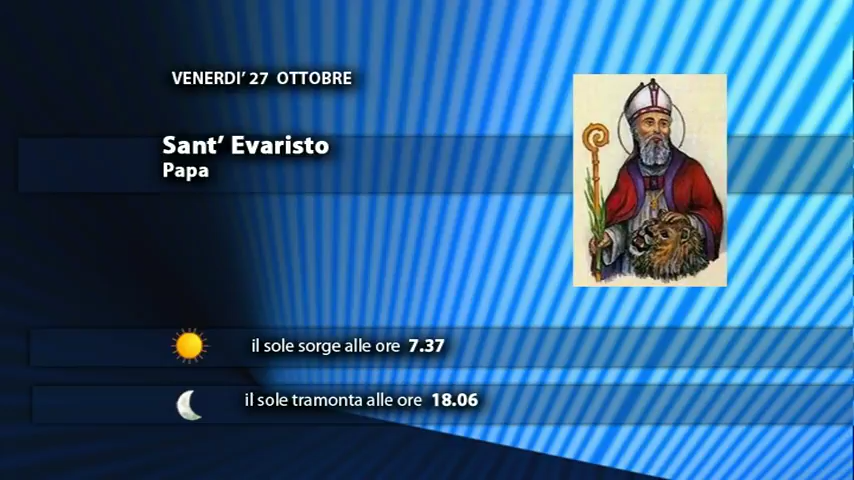 VENERDI’ 27 OTTOBRE
Sant’ Evaristo
Papa
il sole sorge alle ore 7.37
il sole tramonta alle ore 18.06